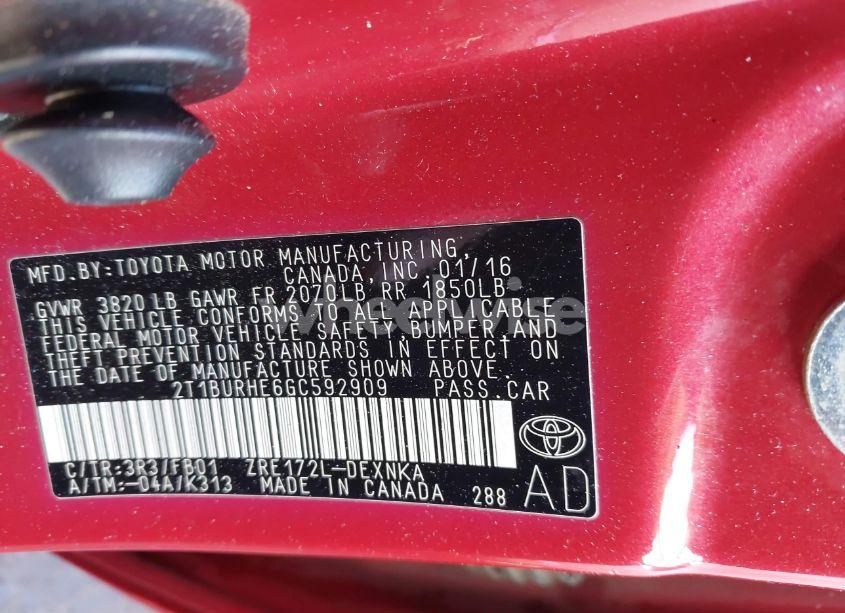 MFD.BY:TOYOTA MOTOR MANUFACTURING,
CANADA,INC. 01/16
GVWR 3820LB GAWR FR 2070LB RR 1850LB
THIS VEHICLE CONFORMS TO ALL APPLICABLE
FEDERAL MOTOR VEHICLE SAFETY,BUMPER,AND
THEFT PREVENTION STANDARDS IN EFFECT ON
THE DATE OF MANUFACTURE SHOWN ABOVE.
2T1BURHE6GC592909 PASS.CAR
C/TR:3R3/FB01 ZRE172L-DEXNKA
A/TM:-04A/K313 MADE IN CANADA 288
AD
wheelwise